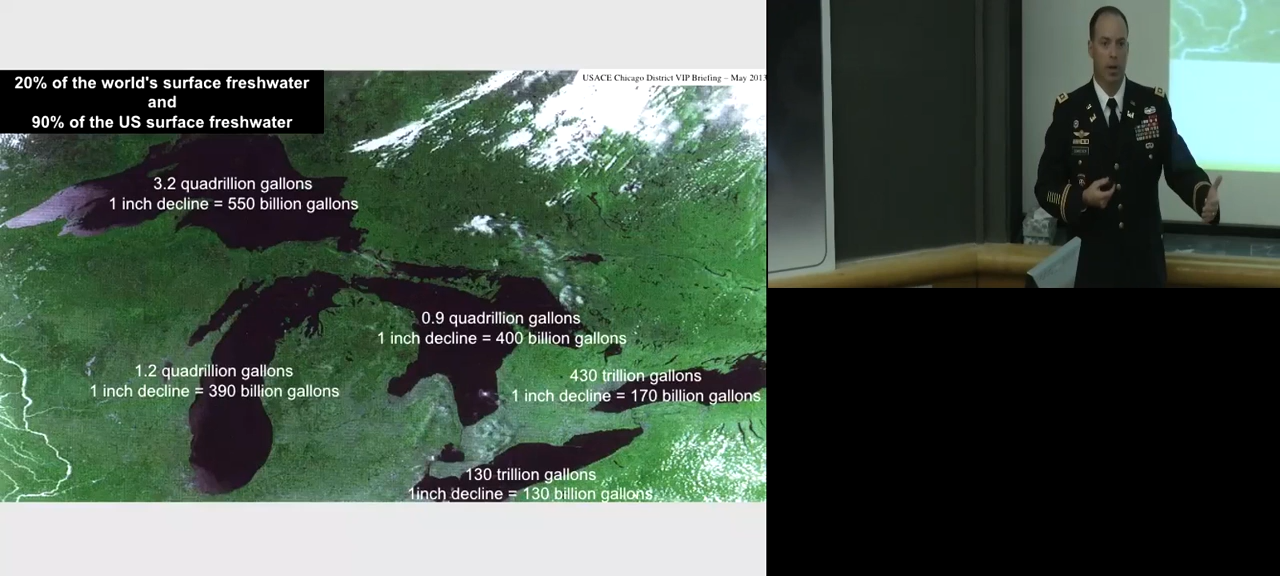 20% of the world's surface freshwater
and
90% of the US surface freshwater
USACE Chicago District VIP Briefing – May 2013
3.2 quadrillion gallons
1 inch decline = 550 billion gallons
0.9 quadrillion gallons
1 inch decline = 400 billion gallons
1.2 quadrillion gallons
1 inch decline = 390 billion gallons
430 trillion gallons
1 inch decline = 170 billion gallons
130 trillion gallons
1inch decline = 130 billion gallons